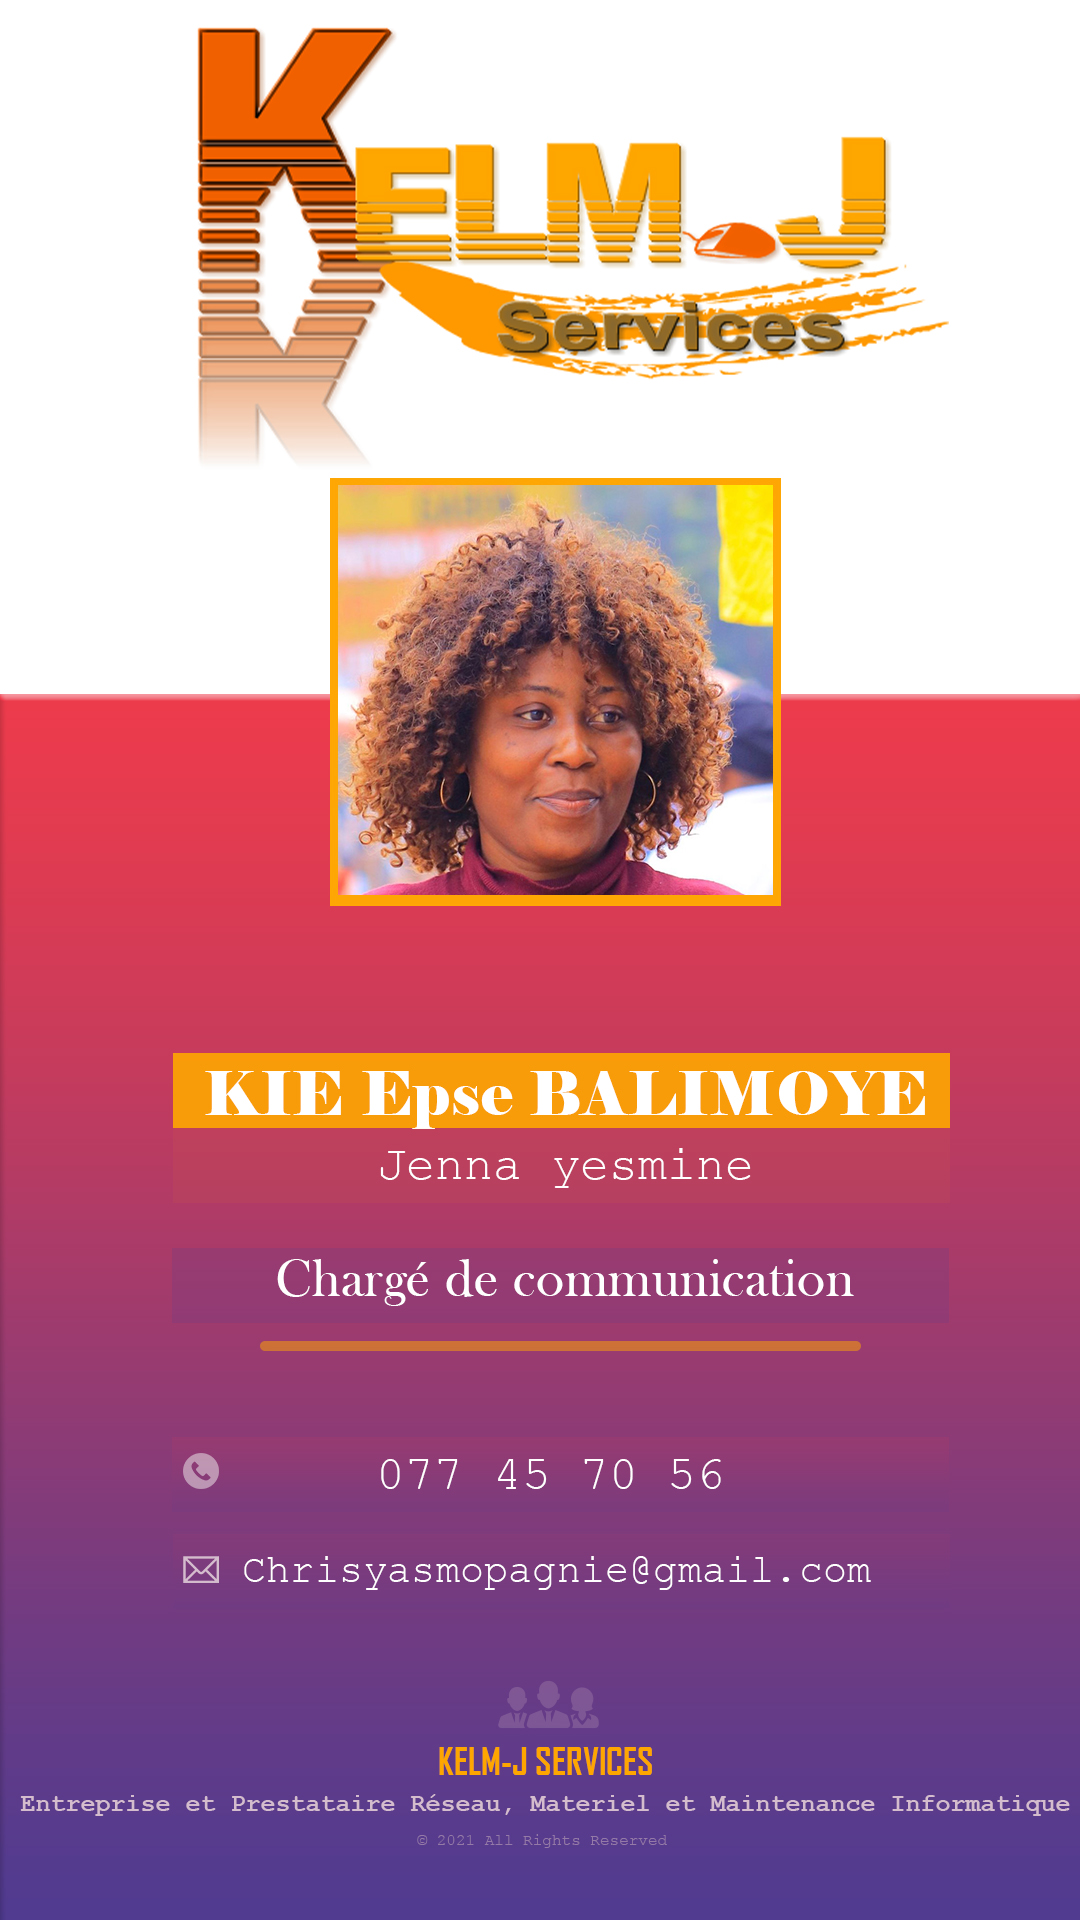 KELM-J
Services
KIE Epse BALIMOYE
Jenna yesmine
Chargé de communication
077 45 70 56
Chrisyasmopagnie@gmail.com
KELM-J SERVICES
Entreprise et Prestataire Réseau, Materiel et Maintenance Informatique
© 2021 All Rights Reserved